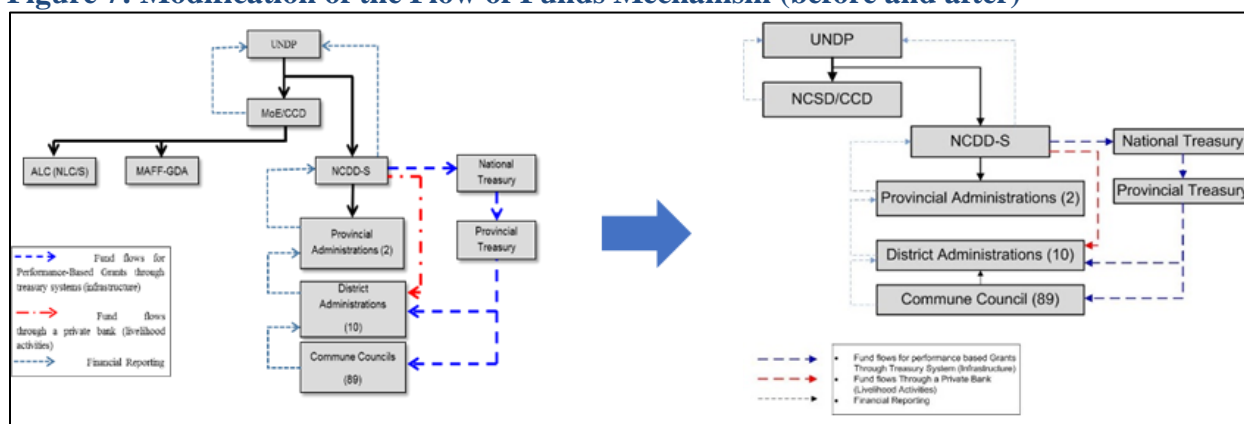 Figure 7: Modification of the Flow of Funds Mechanism (before and after)
UNDP
MoE/CCD
ALC (NLC/S)
MAFF-GDA
NCDD-S
National
Treasury
Provincial
Administrations (2)
Provincial
Treasury
District
Administrations
(10)
Commune Councils
(89)
Fund flows for
Performance-Based Grants through
treasury systems (infrastructure)
Fund flows
through a private bank (livelihood
activities)
Financial Reporting
UNDP
NCSD/CCD
NCDD-S
National Treasury
Provincial Administrations (2)
Provincial Treasury
District Administrations (10)
Commune Council (89)
• Fund flows for performance based Grants
Through Treasury System (Infrastructure)
• Fund flows Through a Private Bank
(Livelihood Activities)
• Financial Reporting